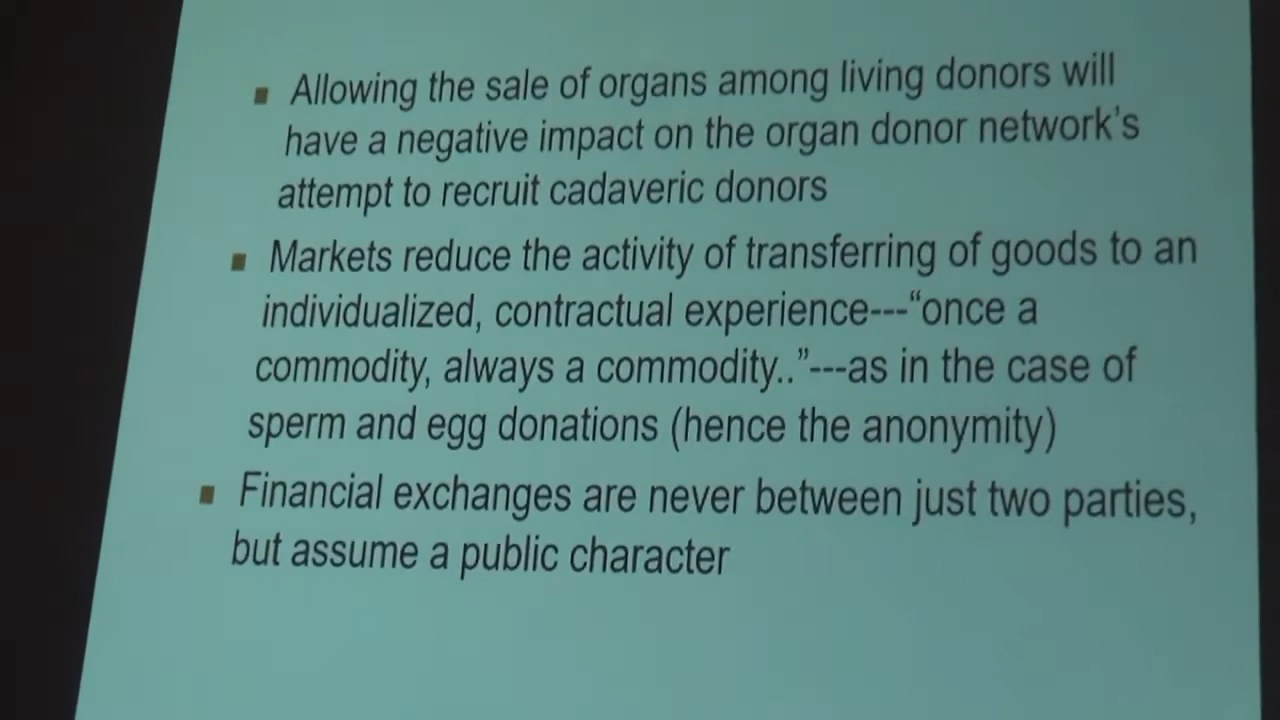 ▪ Allowing the sale of organs among living donors will
have a negative impact on the organ donor network's
attempt to recruit cadaveric donors
▪ Markets reduce the activity of transferring of goods to an
individualized, contractual experience---“once a
commodity, always a commodity..”---as in the case of
sperm and egg donations (hence the anonymity)
▪ Financial exchanges are never between just two parties,
but assume a public character